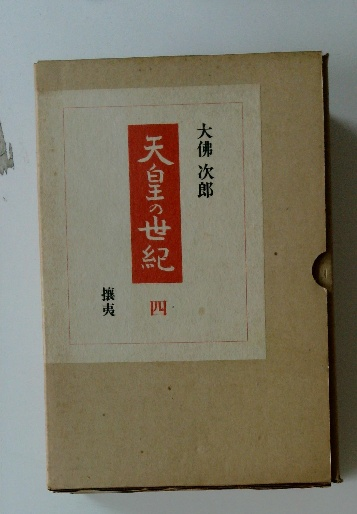 大佛次郎
天皇の世紀
四
攘夷